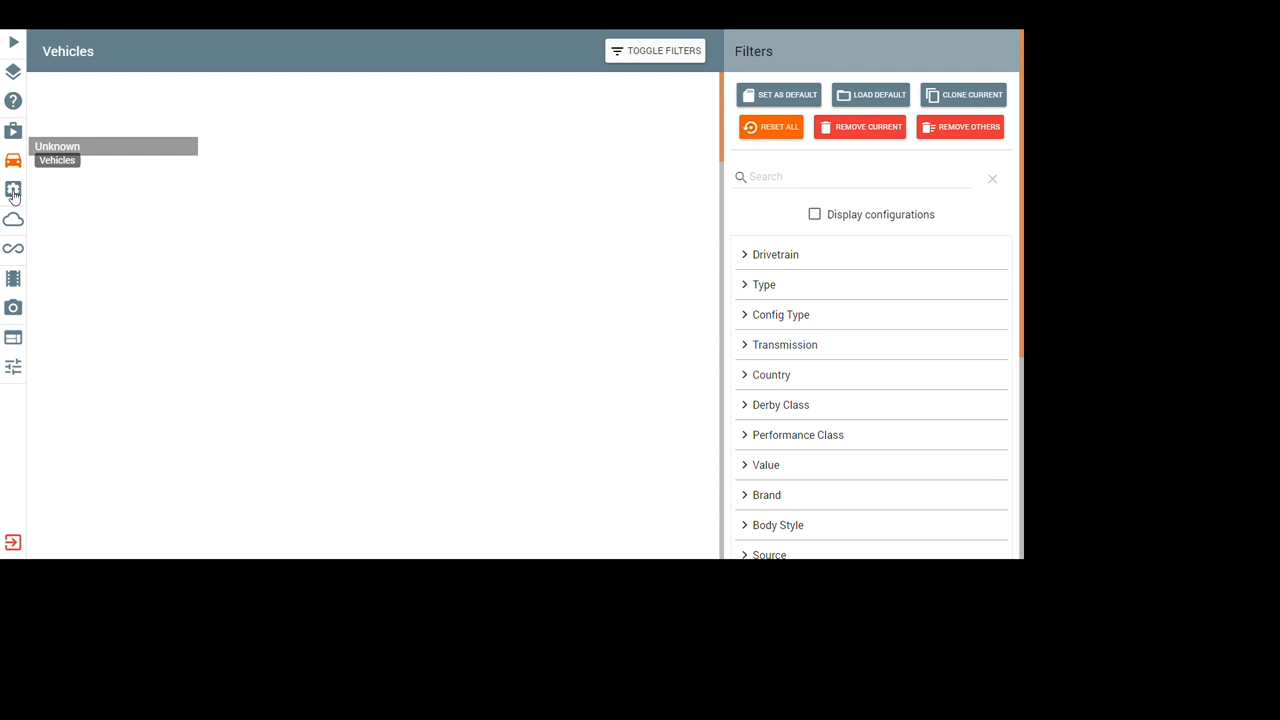 Vehicles
TOGGLE FILTERS
Filters
SET AS DEFAULT
LOAD DEFAULT
CLONE CURRENT
RESET ALL
REMOVE CURRENT
REMOVE OTHERS
Unknown
Vehicles
Search
Display configurations
Drivetrain
Type
Config Type
Transmission
Country
Derby Class
Performance Class
Value
Brand
Body Style
Source